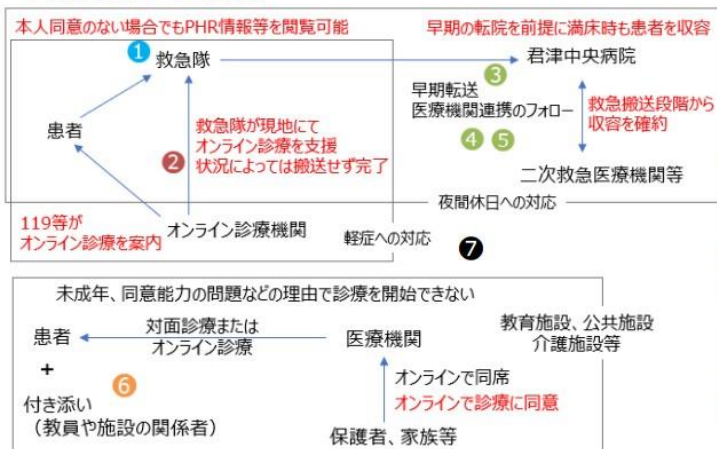 本人同意のない場合でもPHR情報等を閲覧可能
早期の転院を前提に満床時も患者を収容
1
救急隊
君津中央病院
3
早期転送
医療機関連携のフォロー
4 5
救急搬送段階から
収容を確約
患者
救急隊が現地にて
オンライン診療を支援
状況によっては搬送せず完了
2
二次救急医療機関等
夜間休日への対応
119等が
オンライン診療を案内
オンライン診療機関
軽症への対応
7
未成年、同意能力の問題などの理由で診療を開始できない
患者
対面診療または
オンライン診療
医療機関
教育施設、公共施設
介護施設等
+
6
付き添い
（教員や施設の関係者）
オンラインで同席
オンラインで診療に同意
保護者、家族等